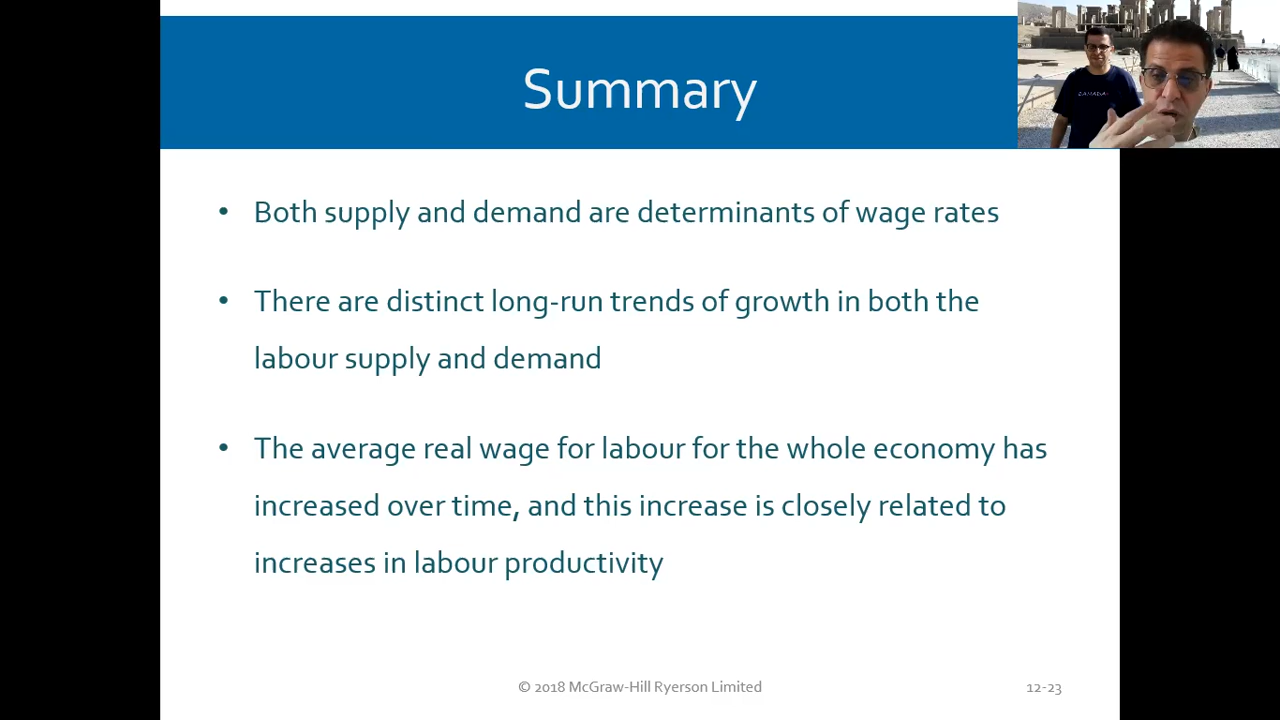 Summary
CANADA
• Both supply and demand are determinants of wage rates
• There are distinct long-run trends of growth in both the
labour supply and demand
• The average real wage for labour for the whole economy has
increased over time, and this increase is closely related to
increases in labour productivity
© 2018 McGraw-Hill Ryerson Limited
12-23